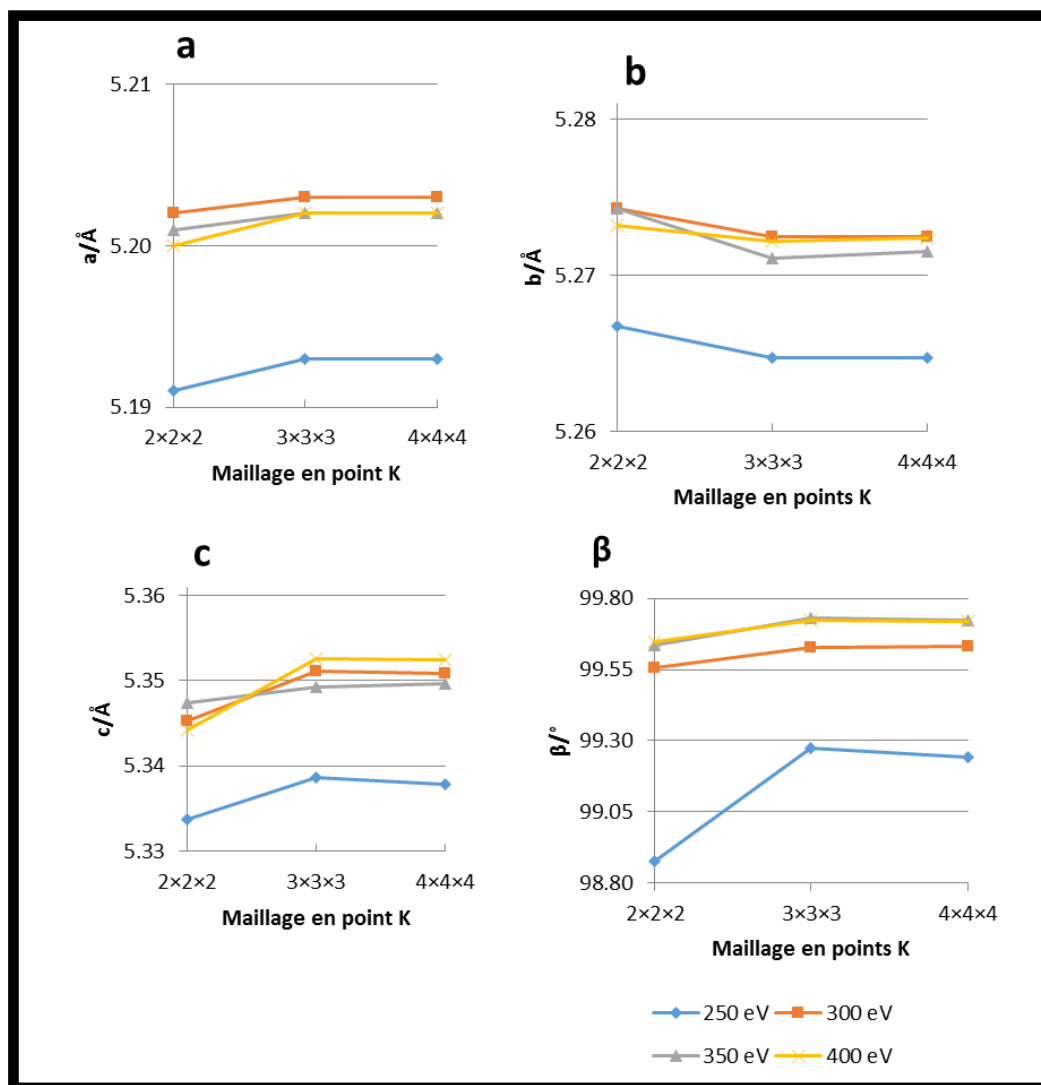 a
5.21
5.20
5.19
a/Å
2×2×2 3×3×3 4×4×4
Maillage en point K
b
5.28
5.27
5.26
b/Å
2×2×2 3×3×3 4×4×4
Maillage en points K
c
5.36
5.35
5.34
5.33
c/Å
2×2×2 3×3×3 4×4×4
Maillage en point K
β
99.80
99.55
99.30
99.05
98.80
β/°
2×2×2 3×3×3 4×4×4
Maillage en points K
250 eV 300 eV
350 eV 400 eV